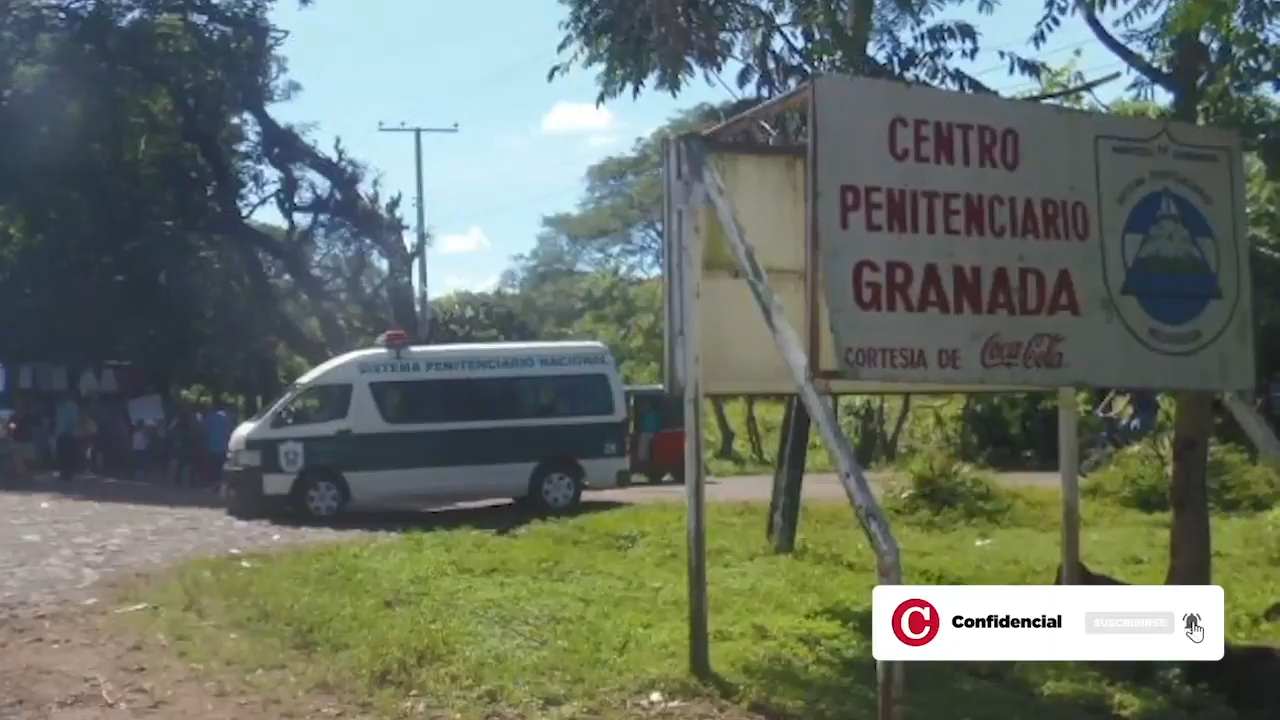 CENTRO
PENITENCIARIO
GRANADA
CORTESIA DE Coca-Cola
SISTEMA PENITENCIARIO NACIONAL
C Confidencial SUSCRIBIRSE